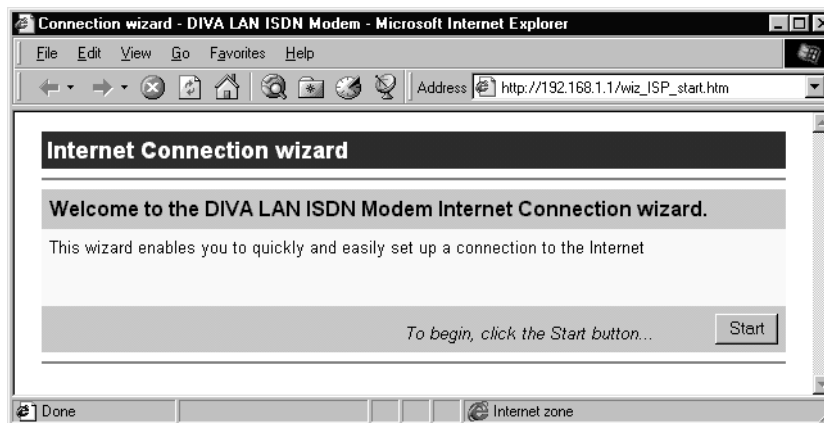 Connection wizard - DIVA LAN ISDN Modem - Microsoft Internet Explorer
File Edit View Go Favorites Help
Address http://192.168.1.1/wiz_ISP_start.htm
Internet Connection wizard
Welcome to the DIVA LAN ISDN Modem Internet Connection wizard.
This wizard enables you to quickly and easily set up a connection to the Internet
To begin, click the Start button... Start
Done Internet zone